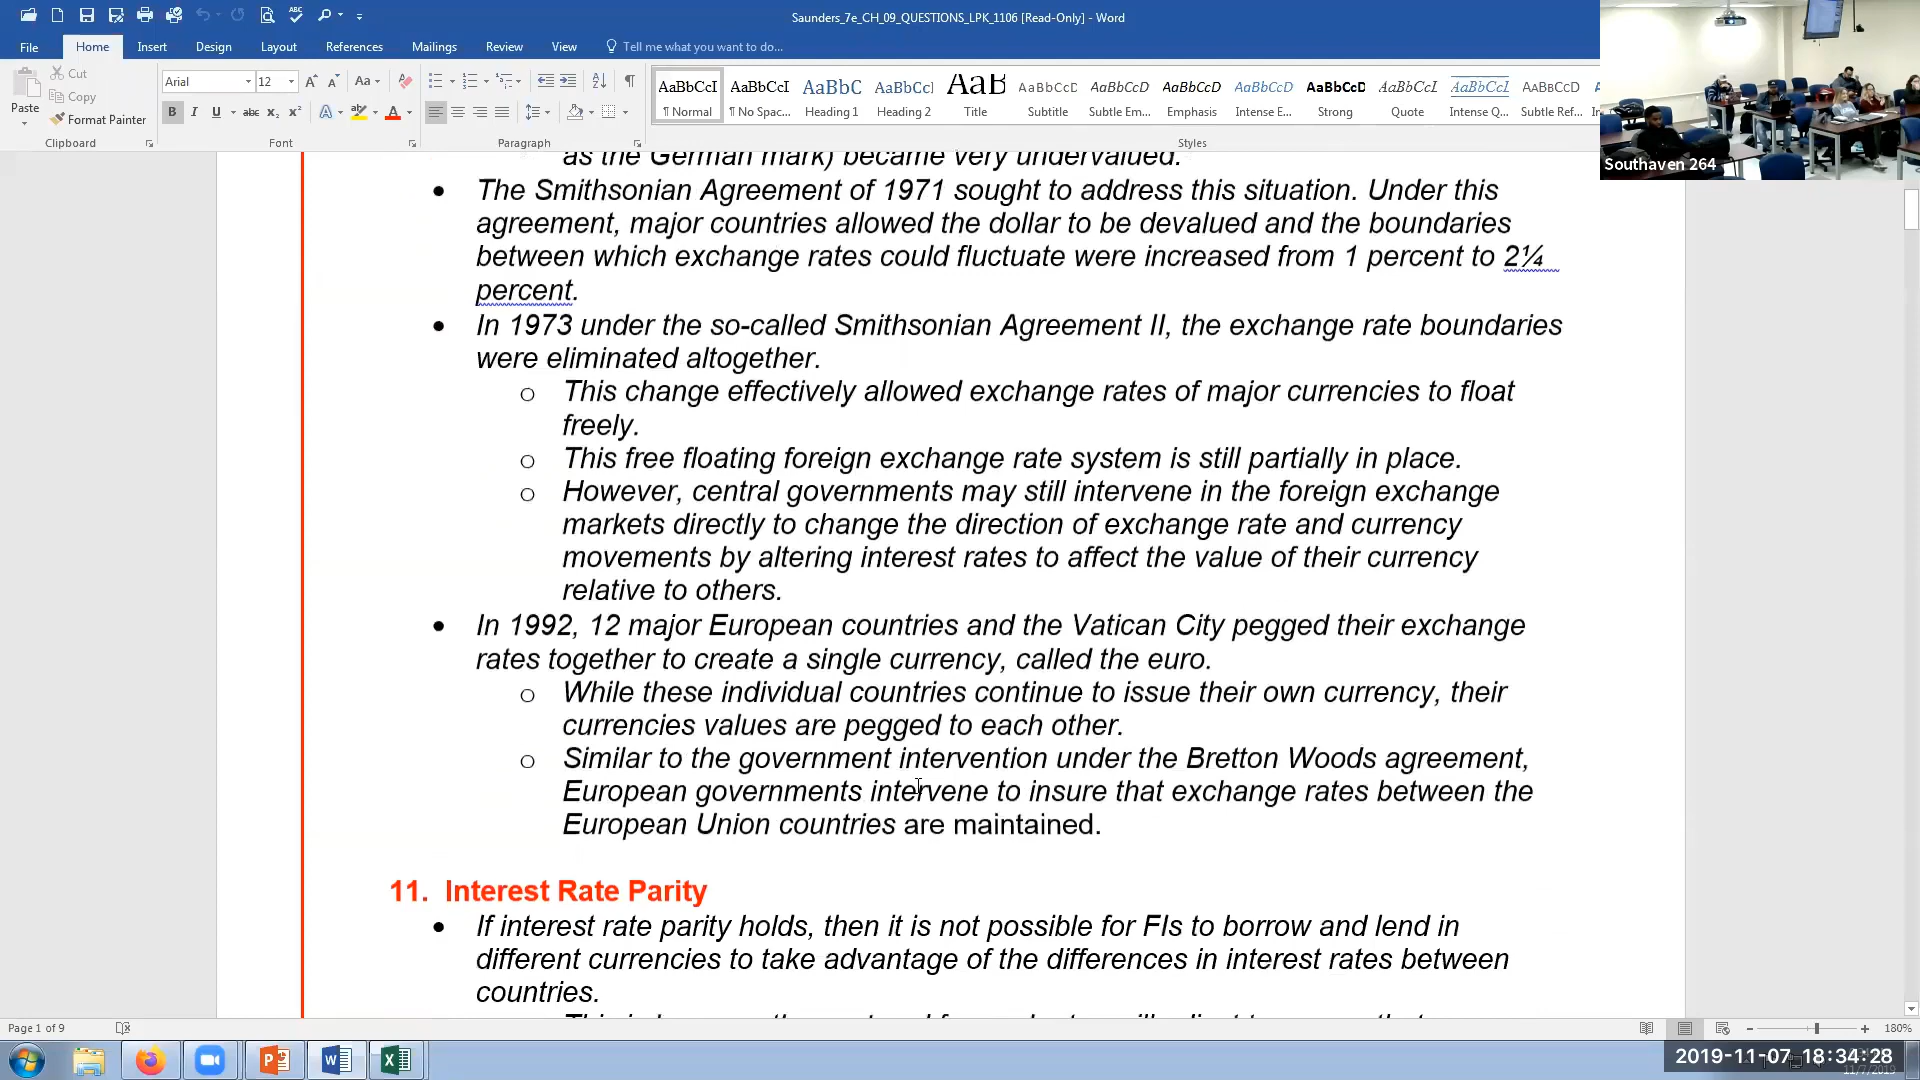 Saunders_7e_CH_09_QUESTIONS_LPK_1106 [Read-Only] - Word
File Home Insert Design Layout References Mailings Review View Tell me what you want to do...
Cut
Copy
Paste
Format Painter
Arial 12
AaBbCcI AaBbCcI AaBbC AaBbCcI AaB AaBbCcD AaBbCcD AaBbCcD AaBbCcD AaBbCcD AaBbCcI AaBbCcI AABBCCD
¶ Normal ¶ No Spac... Heading 1 Heading 2 Title Subtitle Subtle Em... Emphasis Intense E... Strong Quote Intense Q... Subtle Ref...
Clipboard Font Paragraph Styles
Southaven 264
as the German mark) became very undervalued.
• The Smithsonian Agreement of 1971 sought to address this situation. Under this
agreement, major countries allowed the dollar to be devalued and the boundaries
between which exchange rates could fluctuate were increased from 1 percent to 2¼
percent.
• In 1973 under the so-called Smithsonian Agreement II, the exchange rate boundaries
were eliminated altogether.
o This change effectively allowed exchange rates of major currencies to float
freely.
o This free floating foreign exchange rate system is still partially in place.
o However, central governments may still intervene in the foreign exchange
markets directly to change the direction of exchange rate and currency
movements by altering interest rates to affect the value of their currency
relative to others.
• In 1992, 12 major European countries and the Vatican City pegged their exchange
rates together to create a single currency, called the euro.
o While these individual countries continue to issue their own currency, their
currencies values are pegged to each other.
o Similar to the government intervention under the Bretton Woods agreement,
European governments intervene to insure that exchange rates between the
European Union countries are maintained.
11. Interest Rate Parity
• If interest rate parity holds, then it is not possible for FIs to borrow and lend in
different currencies to take advantage of the differences in interest rates between
countries.
Page 1 of 9
180%
2019-11-07 18:34:28
11/7/2019